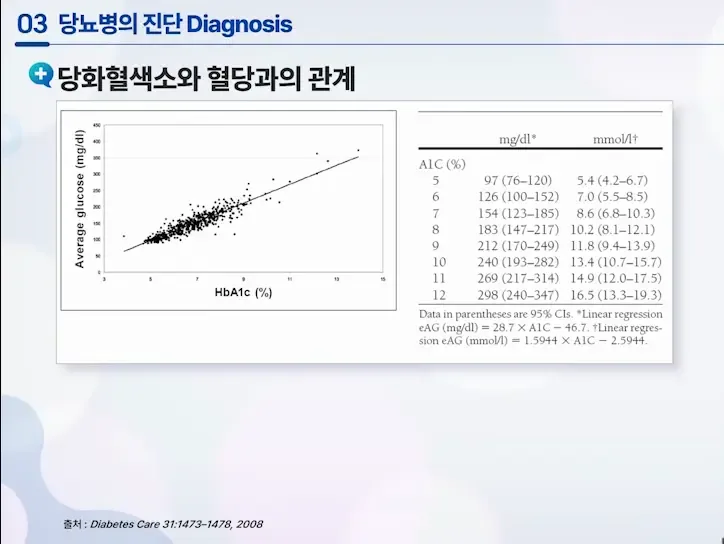 03 당뇨병의 진단 Diagnosis
당화혈색소와 혈당과의 관계
Average glucose (mg/dl)
450
400
350
300
250
200
150
100
50
0
3 5 7 9 11 13 15
HbA1c (%)
mg/dl* mmol/l†
A1C (%)
5 97 (76–120) 5.4 (4.2–6.7)
6 126 (100–152) 7.0 (5.5–8.5)
7 154 (123–185) 8.6 (6.8–10.3)
8 183 (147–217) 10.2 (8.1–12.1)
9 212 (170–249) 11.8 (9.4–13.9)
10 240 (193–282) 13.4 (10.7–15.7)
11 269 (217–314) 14.9 (12.0–17.5)
12 298 (240–347) 16.5 (13.3–19.3)
Data in parentheses are 95% CIs. *Linear regression
eAG (mg/dl) = 28.7 × A1C − 46.7. †Linear regres-
sion eAG (mmol/l) = 1.5944 × A1C − 2.5944.
출처 : Diabetes Care 31:1473–1478, 2008